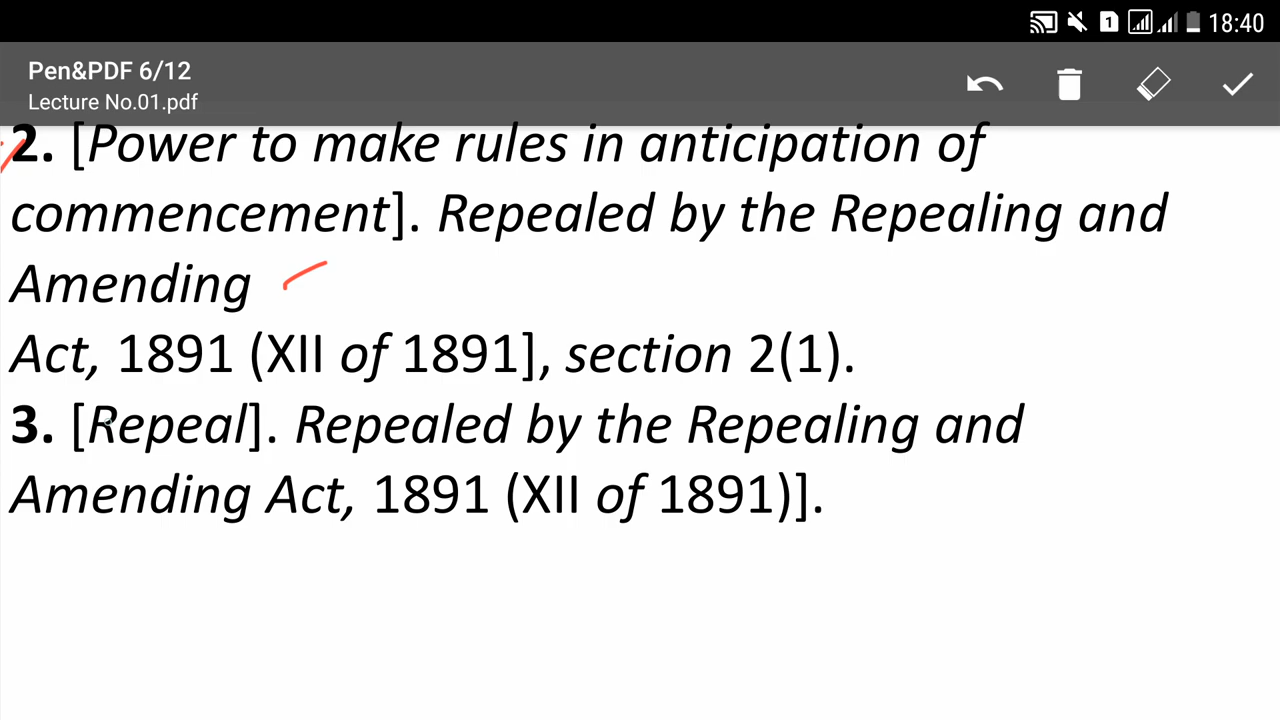 1 18:40
Pen&PDF 6/12
Lecture No.01.pdf
2. [Power to make rules in anticipation of
commencement]. Repealed by the Repealing and
Amending
Act, 1891 (XII of 1891], section 2(1).
3. [Repeal]. Repealed by the Repealing and
Amending Act, 1891 (XII of 1891)].